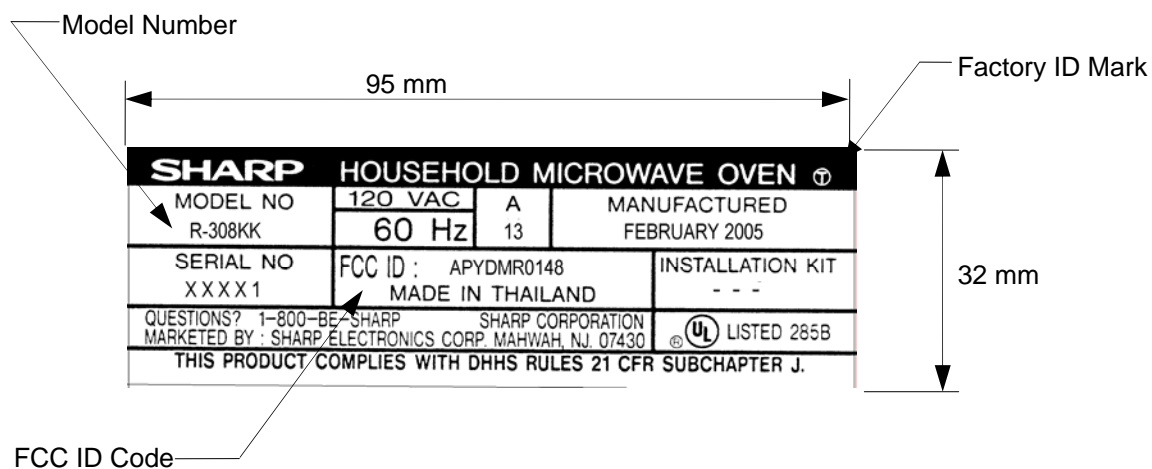 Model Number
Factory ID Mark
95 mm
SHARP HOUSEHOLD MICROWAVE OVEN Ⓣ
MODEL NO
R-308KK
120 VAC
60 Hz
A
13
MANUFACTURED
FEBRUARY 2005
SERIAL NO
XXXX1
FCC ID : APYDMR0148
MADE IN THAILAND
INSTALLATION KIT
- - -
32 mm
QUESTIONS? 1-800-BE-SHARP SHARP CORPORATION
MARKETED BY : SHARP ELECTRONICS CORP. MAHWAH, NJ. 07430
® UL LISTED 285B
THIS PRODUCT COMPLIES WITH DHHS RULES 21 CFR SUBCHAPTER J.
FCC ID Code